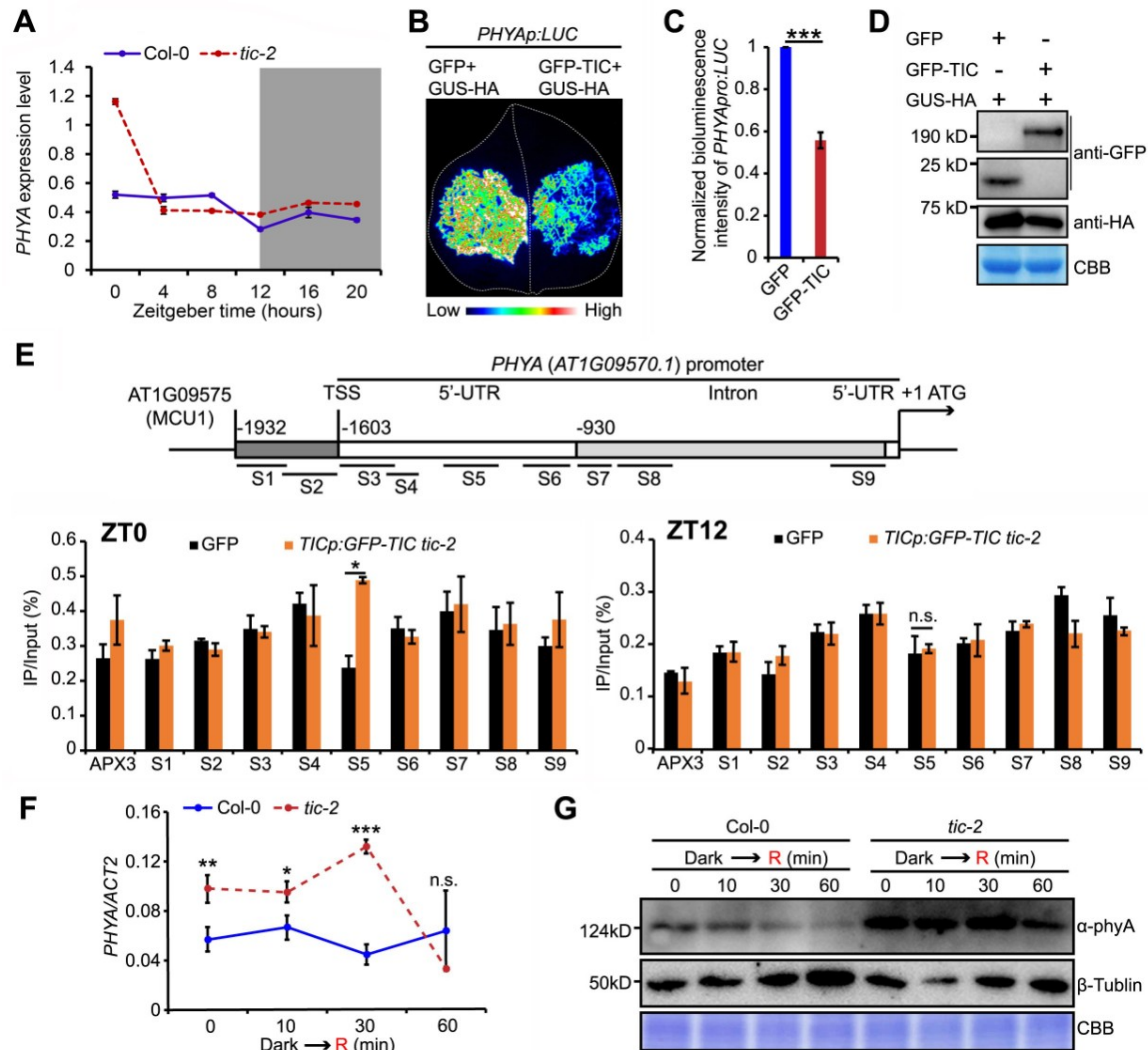 A
Col-0 tic-2
PHYA expression level
1.4
1.2
1
0.8
0.6
0.4
0.2
0
0 4 8 12 16 20
Zeitgeber time (hours)
B
PHYAp:LUC
GFP+ GFP-TIC+
GUS-HA GUS-HA
Low High
C
Normalized bioluminescence
intensity of PHYApro:LUC
***
1
0.8
0.6
0.4
0.2
0
GFP
GFP-TIC
D
GFP + -
GFP-TIC - +
GUS-HA + +
190 kD
25 kD
anti-GFP
75 kD
anti-HA
CBB
E
PHYA (AT1G09570.1) promoter
AT1G09575 TSS 5'-UTR Intron 5'-UTR +1 ATG
(MCU1)
-1932 -1603 -930
S1 S2 S3 S4 S5 S6 S7 S8 S9
ZT0
GFP TICp:GFP-TIC tic-2
IP/Input (%)
0.6
0.5
0.4
0.3
0.2
0.1
0
*
APX3 S1 S2 S3 S4 S5 S6 S7 S8 S9
ZT12
GFP TICp:GFP-TIC tic-2
IP/Input (%)
0.4
0.3
0.2
0.1
0
n.s.
APX3 S1 S2 S3 S4 S5 S6 S7 S8 S9
F
Col-0 tic-2
PHYA/ACT2
0.16
0.12
0.08
0.04
0
** * *** n.s.
0 10 30 60
Dark → R (min)
G
Col-0 tic-2
Dark → R (min) Dark → R (min)
0 10 30 60 0 10 30 60
124kD α-phyA
50kD β-Tublin
CBB